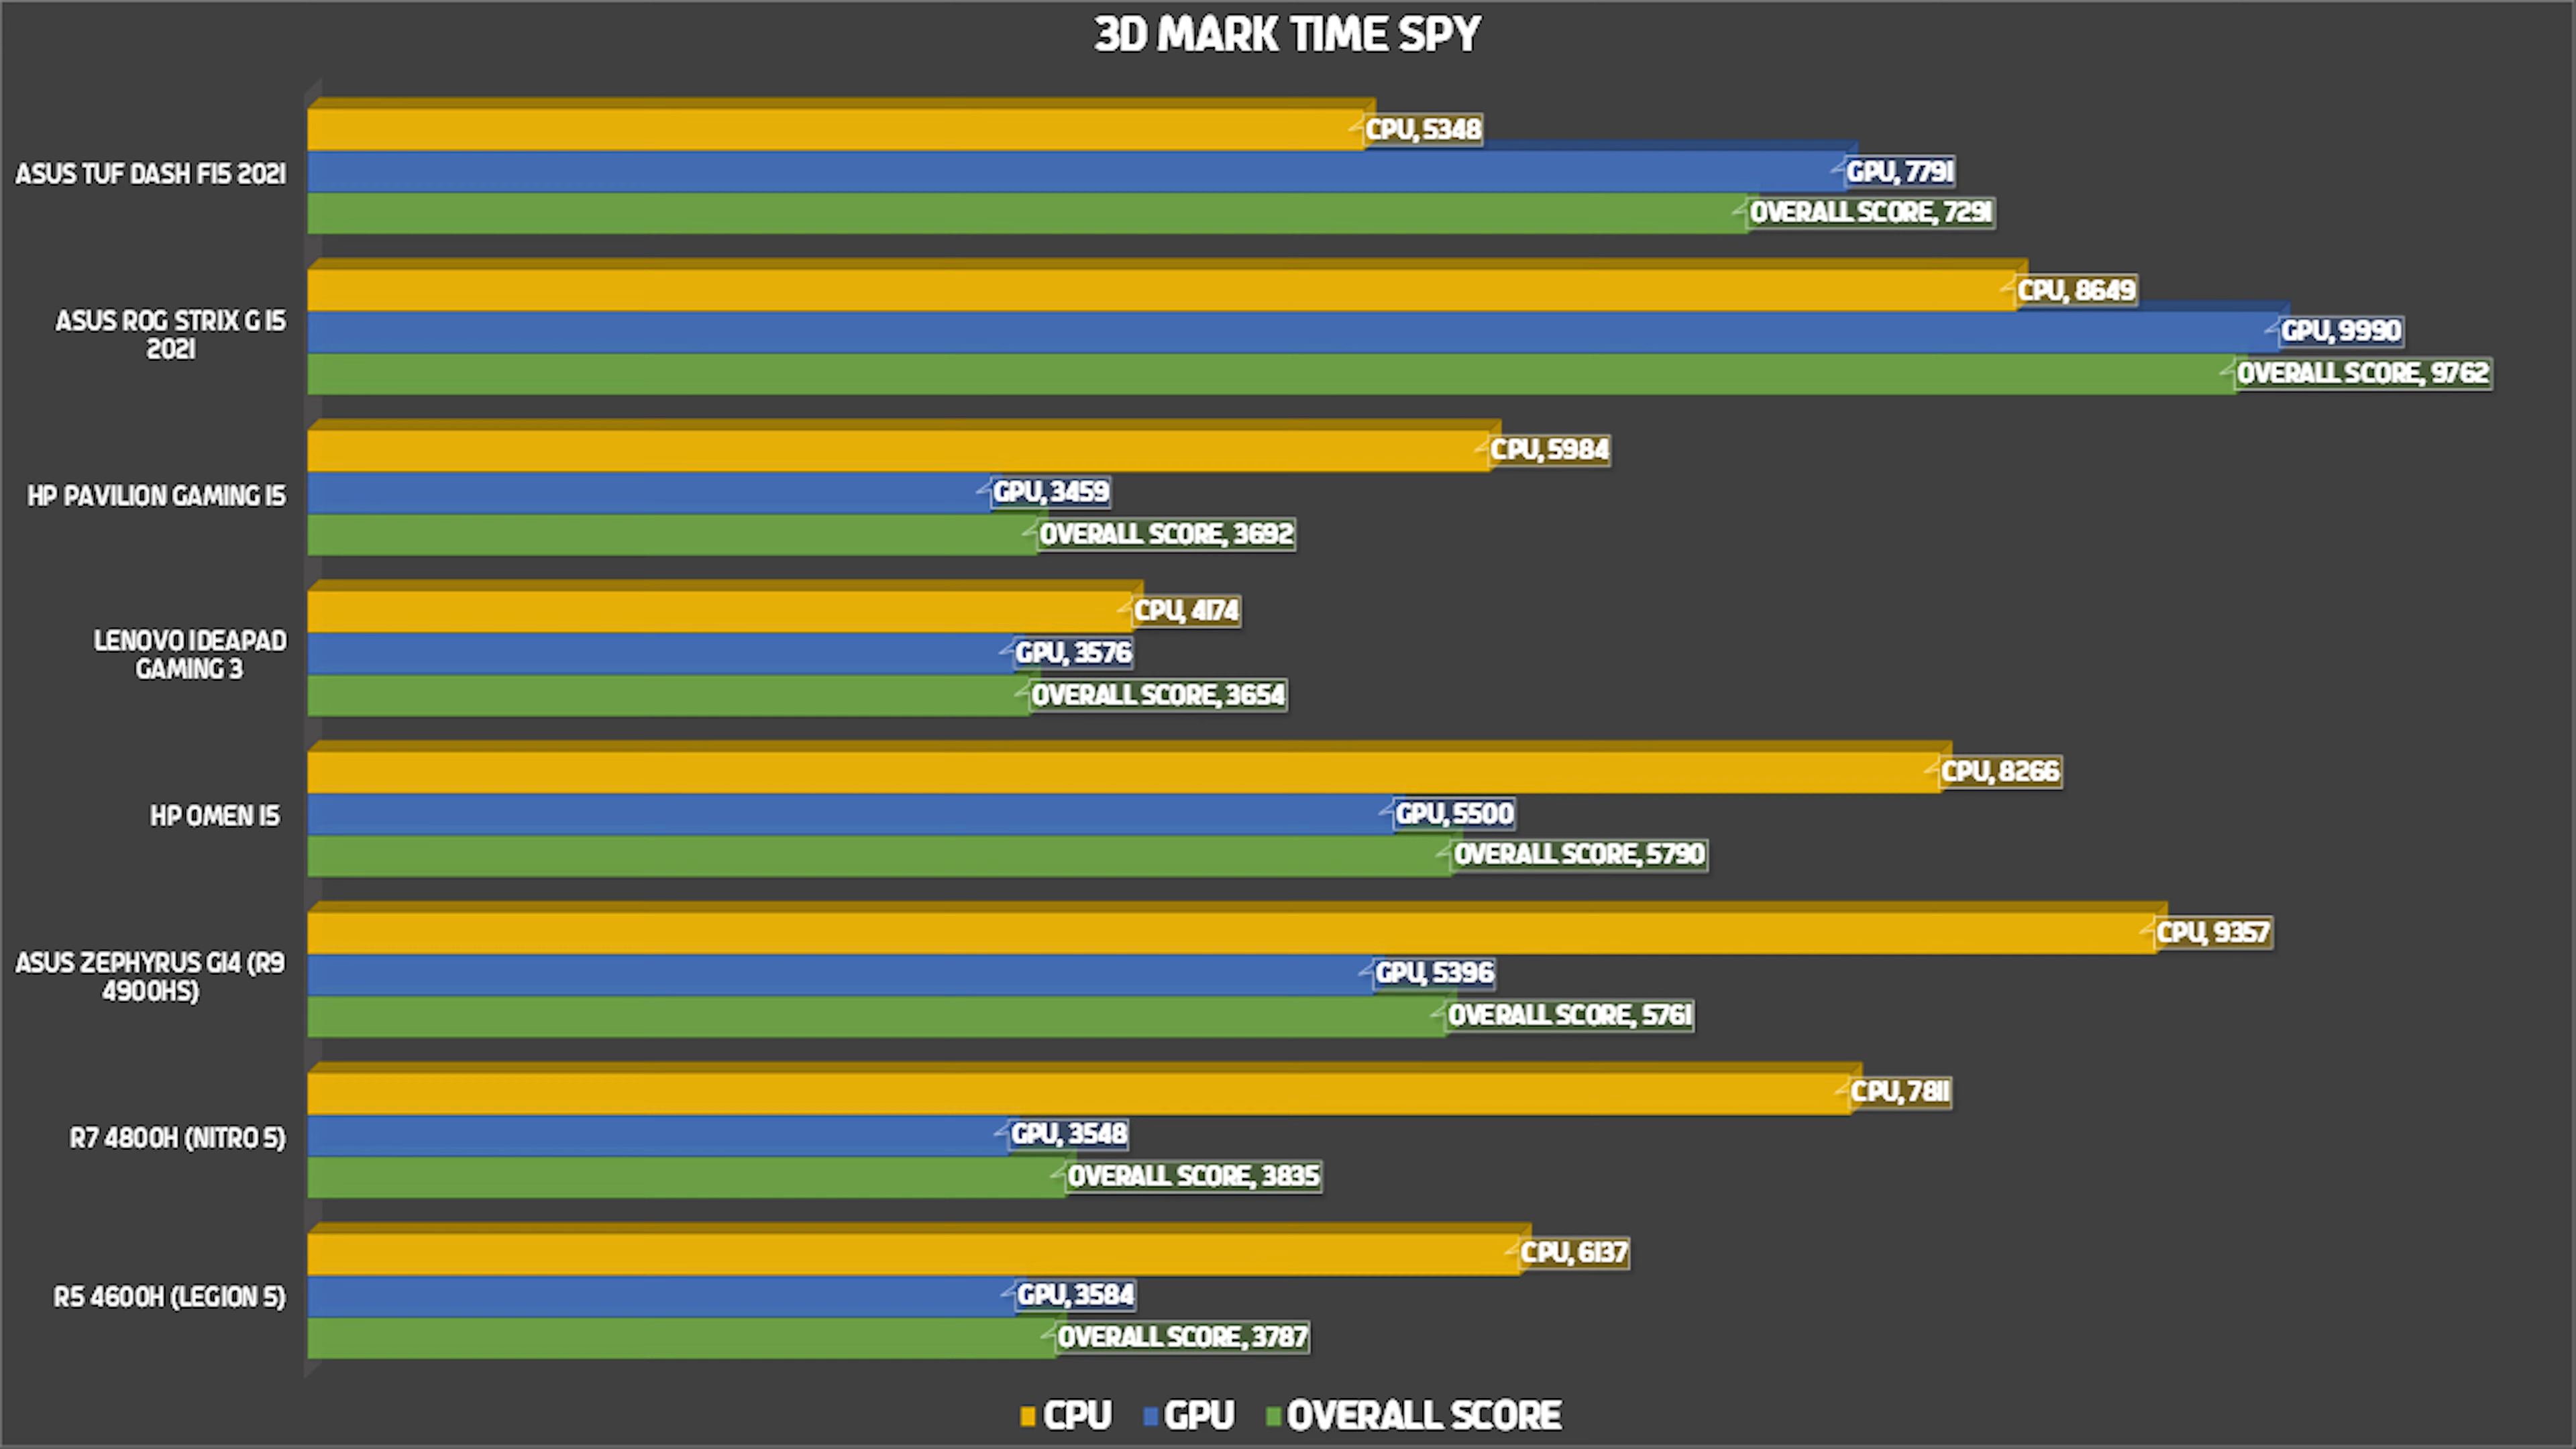 3D MARK TIME SPY
ASUS TUF DASH F15 2021
CPU, 5348
GPU, 7791
OVERALL SCORE, 7291
ASUS ROG STRIX G 15
2021
CPU, 8649
GPU, 9990
OVERALL SCORE, 9762
HP PAVILION GAMING 15
CPU, 5984
GPU, 3459
OVERALL SCORE, 3692
LENOVO IDEAPAD
GAMING 3
CPU, 4174
GPU, 3576
OVERALL SCORE, 3654
HP OMEN 15
CPU, 8266
GPU, 5500
OVERALL SCORE, 5790
ASUS ZEPHYRUS G14 (R9
4900HS)
CPU, 9357
GPU, 5396
OVERALL SCORE, 5761
R7 4800H (NITRO 5)
CPU, 7811
GPU, 3548
OVERALL SCORE, 3835
R5 4600H (LEGION 5)
CPU, 6137
GPU, 3584
OVERALL SCORE, 3787
CPU GPU OVERALL SCORE